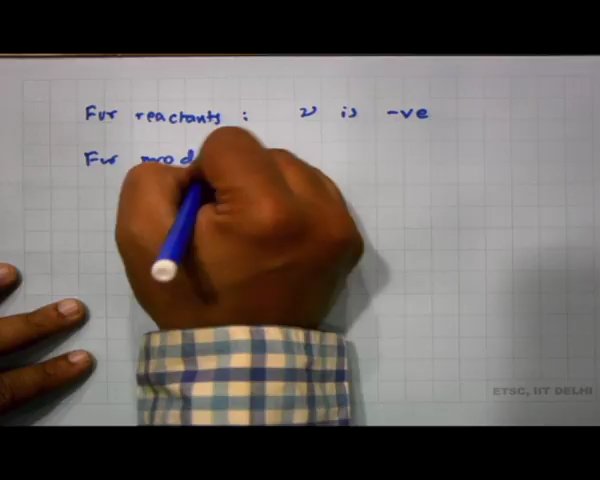 For reactants : ν is -ve
For prod
ETSC, IIT DELHI